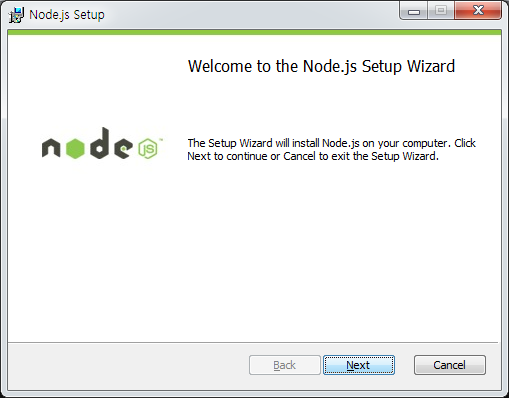 Node.js Setup
Welcome to the Node.js Setup Wizard
node JS™
The Setup Wizard will install Node.js on your computer. Click
Next to continue or Cancel to exit the Setup Wizard.
Back Next Cancel